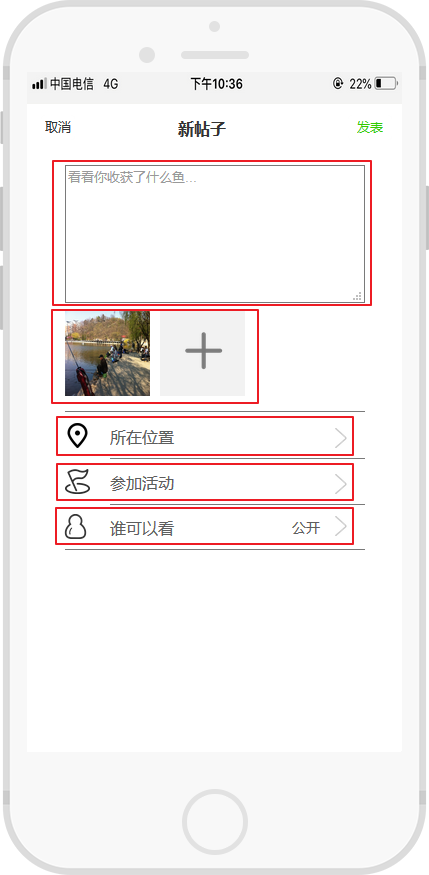 中国电信 4G 下午10:36 22%
取消 新帖子 发表
看看你收获了什么鱼...
所在位置
参加活动
谁可以看 公开